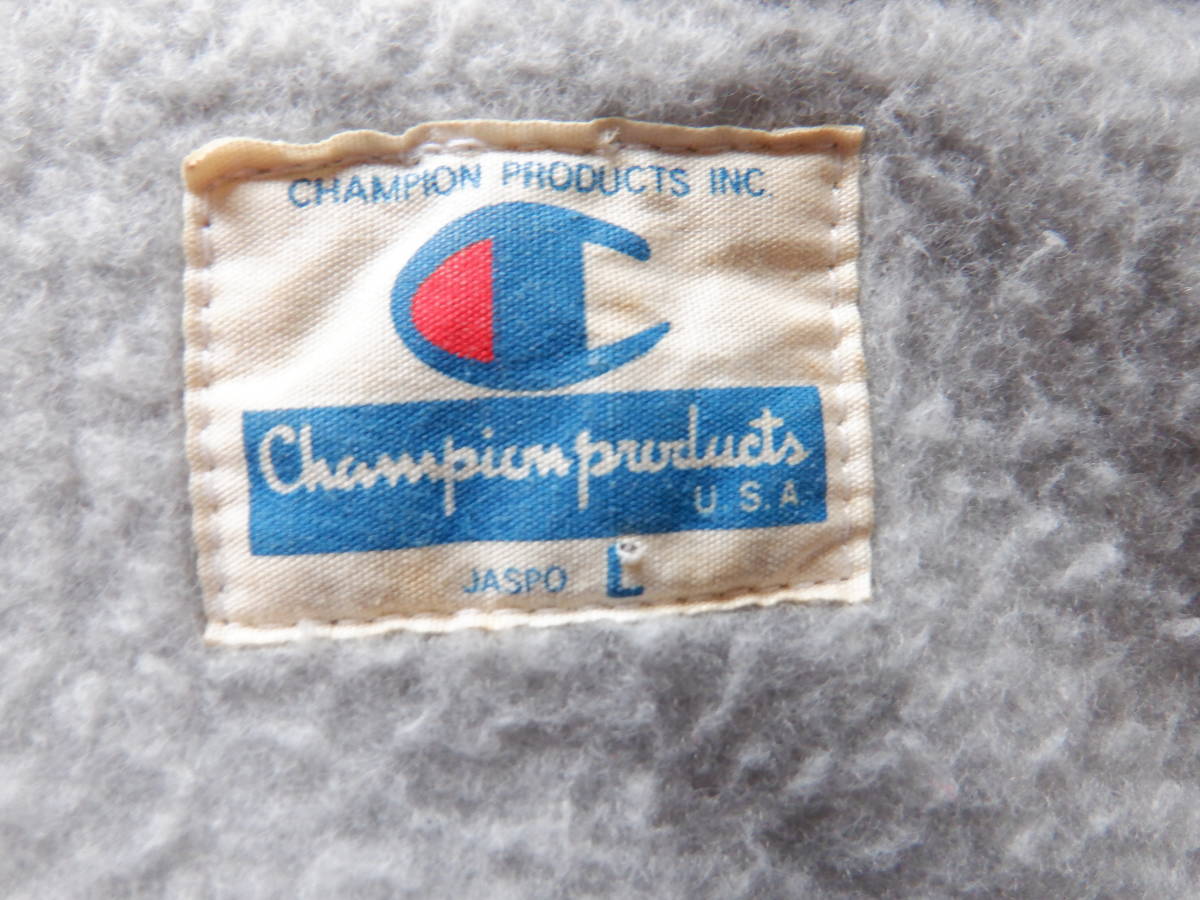 CHAMPION PRODUCTS INC.
Champion products
U.S.A.
JASPO L